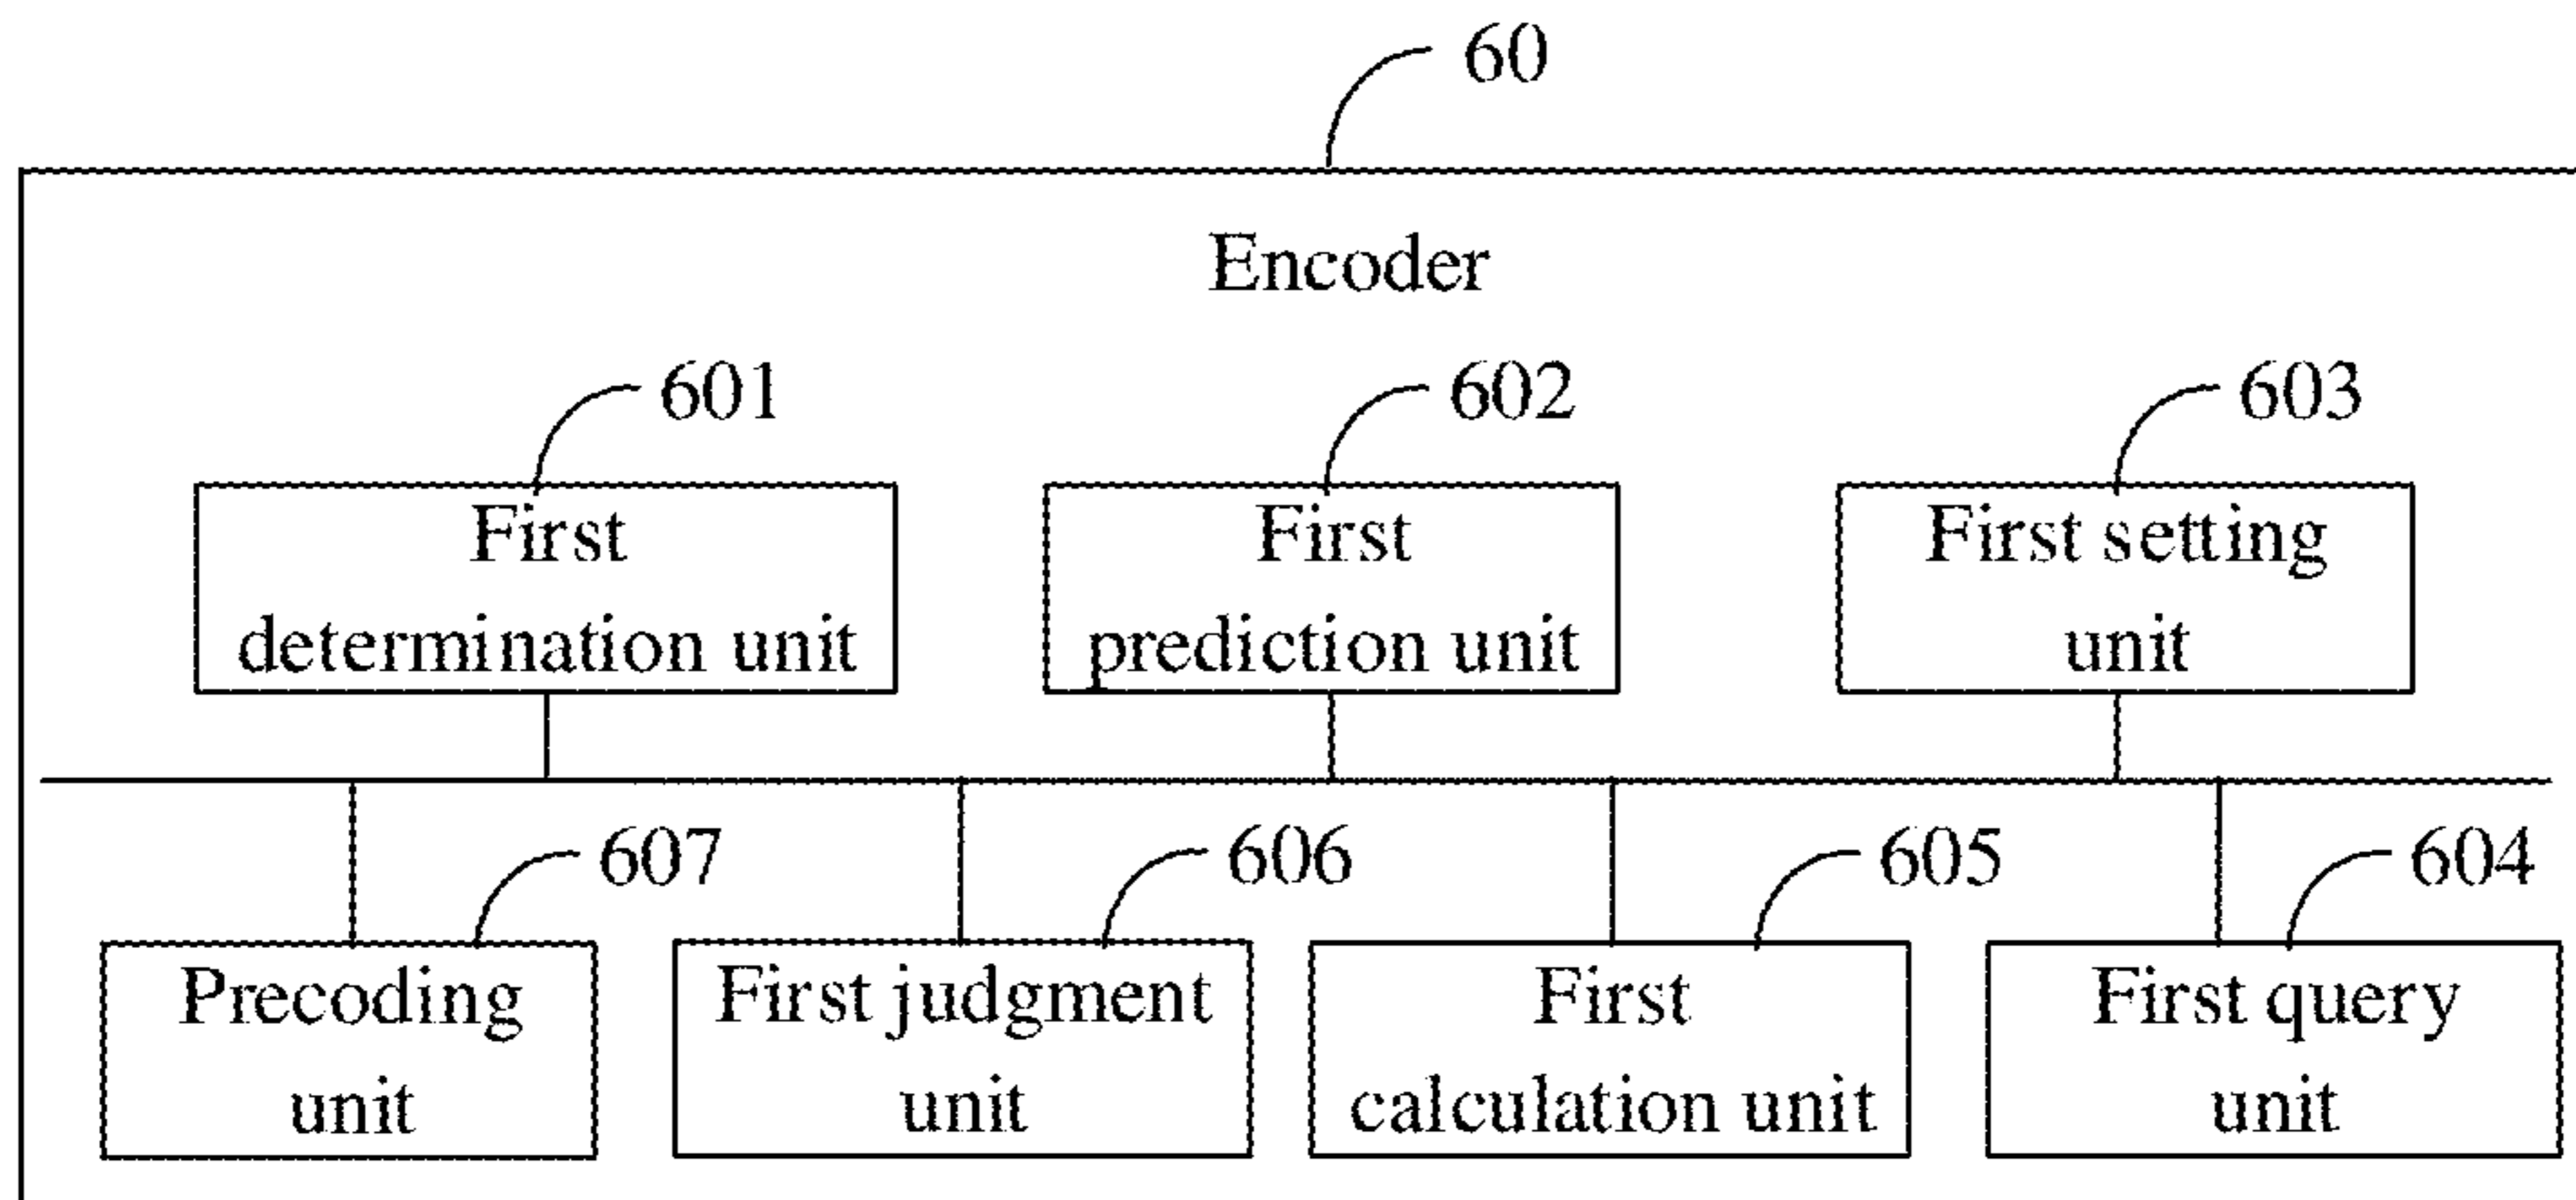 60
Encoder
601
602
603
First
determination unit
First
prediction unit
First setting
unit
607
606
605
604
Precoding
unit
First judgment
unit
First
calculation unit
First query
unit